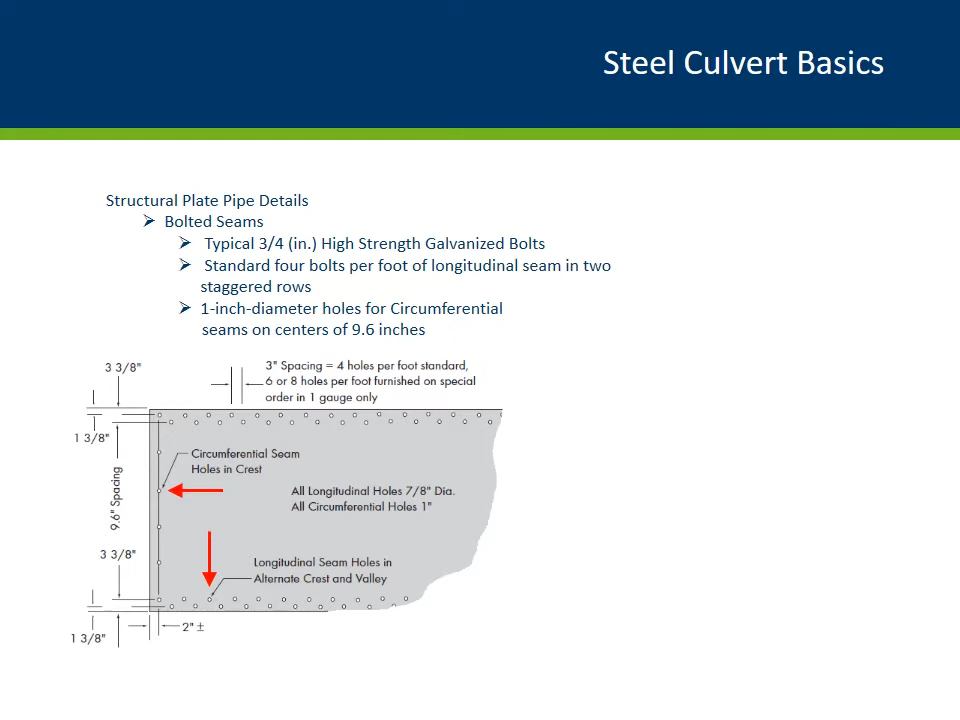 Steel Culvert Basics
Structural Plate Pipe Details
➢ Bolted Seams
➢ Typical 3/4 (in.) High Strength Galvanized Bolts
➢ Standard four bolts per foot of longitudinal seam in two
staggered rows
➢ 1-inch-diameter holes for Circumferential
seams on centers of 9.6 inches
3 3/8"
3" Spacing = 4 holes per foot standard,
6 or 8 holes per foot furnished on special
order in 1 gauge only
1 3/8"
Circumferential Seam
Holes in Crest
9.6" Spacing
All Longitudinal Holes 7/8" Dia.
All Circumferential Holes 1"
3 3/8"
Longitudinal Seam Holes in
Alternate Crest and Valley
2" ±
1 3/8"